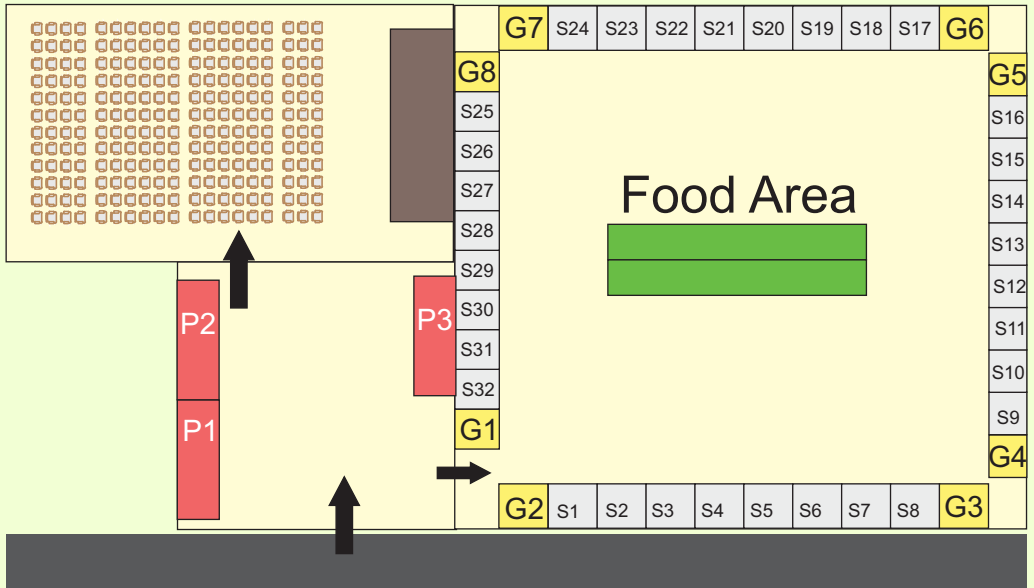 G7 S24 S23 S22 S21 S20 S19 S18 S17 G6
G8
G5
S25
S16
S26
S15
S27
S14
Food Area
S28
S13
S29
S12
S30
P2
P3
S11
S31
S10
S32
S9
P1
G1
G4
G2 S1 S2 S3 S4 S5 S6 S7 S8 G3